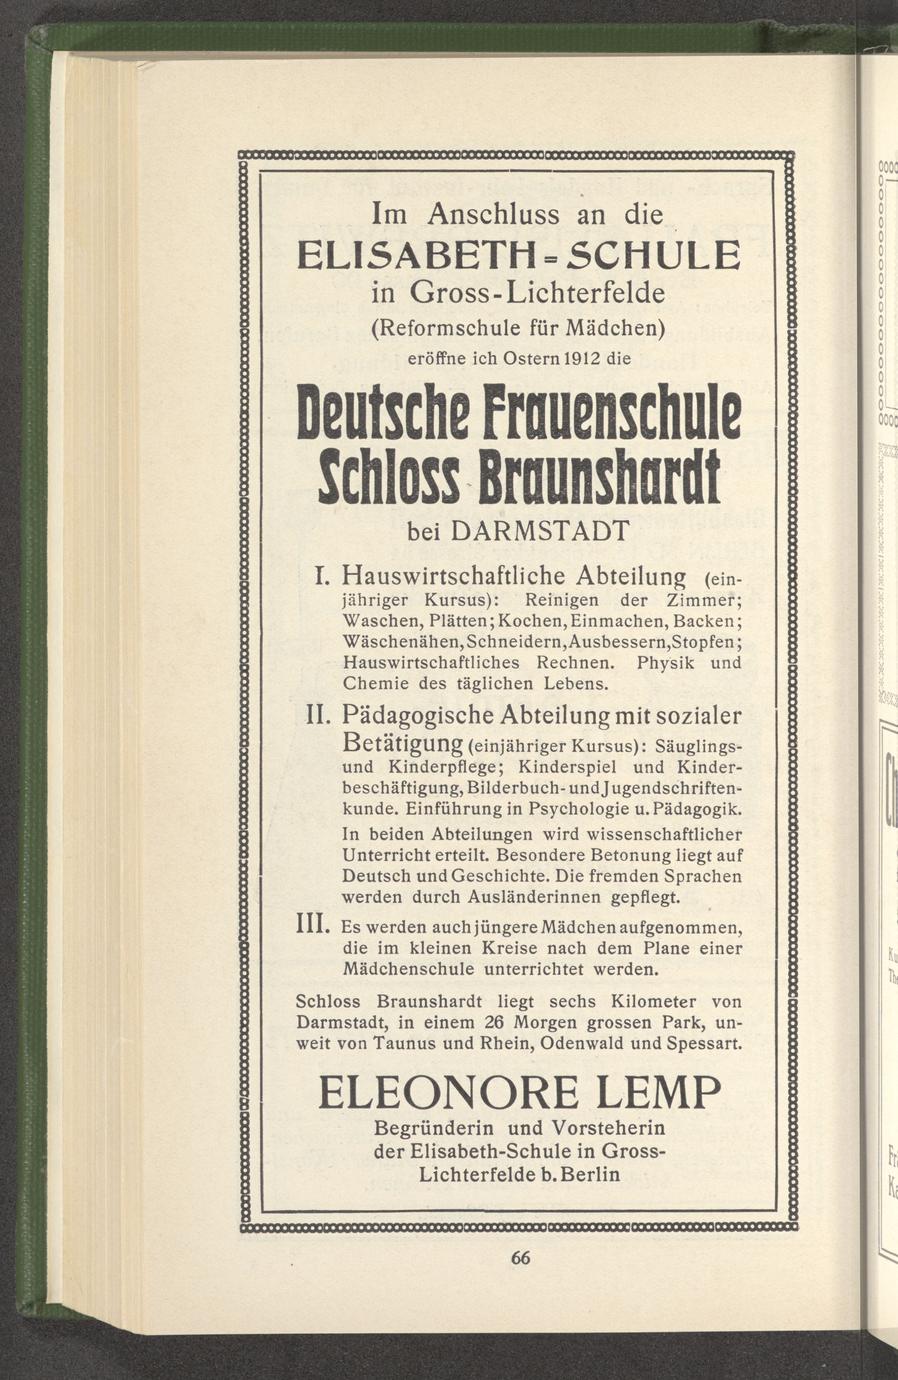 Im Anschluss an die
ELISABETH-SCHULE
in Gross-Lichterfelde
(Reformschule für Mädchen)
eröffne ich Ostern 1912 die
Deutsche Frauenschule
Schloss Braunshardt
bei DARMSTADT
I. Hauswirtschaftliche Abteilung (ein-
jähriger Kursus): Reinigen der Zimmer;
Waschen, Plätten; Kochen, Einmachen, Backen;
Wäschenähen, Schneidern, Ausbessern, Stopfen;
Hauswirtschaftliches Rechnen. Physik und
Chemie des täglichen Lebens.
II. Pädagogische Abteilung mit sozialer
Betätigung (einjähriger Kursus): Säuglings-
und Kinderpflege; Kinderspiel und Kinder-
beschäftigung, Bilderbuch- und Jugendschriften-
kunde. Einführung in Psychologie u. Pädagogik.
In beiden Abteilungen wird wissenschaftlicher
Unterricht erteilt. Besondere Betonung liegt auf
Deutsch und Geschichte. Die fremden Sprachen
werden durch Ausländerinnen gepflegt.
III. Es werden auch jüngere Mädchen aufgenommen,
die im kleinen Kreise nach dem Plane einer
Mädchenschule unterrichtet werden.
Schloss Braunshardt liegt sechs Kilometer von
Darmstadt, in einem 26 Morgen grossen Park, un-
weit von Taunus und Rhein, Odenwald und Spessart.
ELEONORE LEMP
Begründerin und Vorsteherin
der Elisabeth-Schule in Gross-
Lichterfelde b. Berlin
66